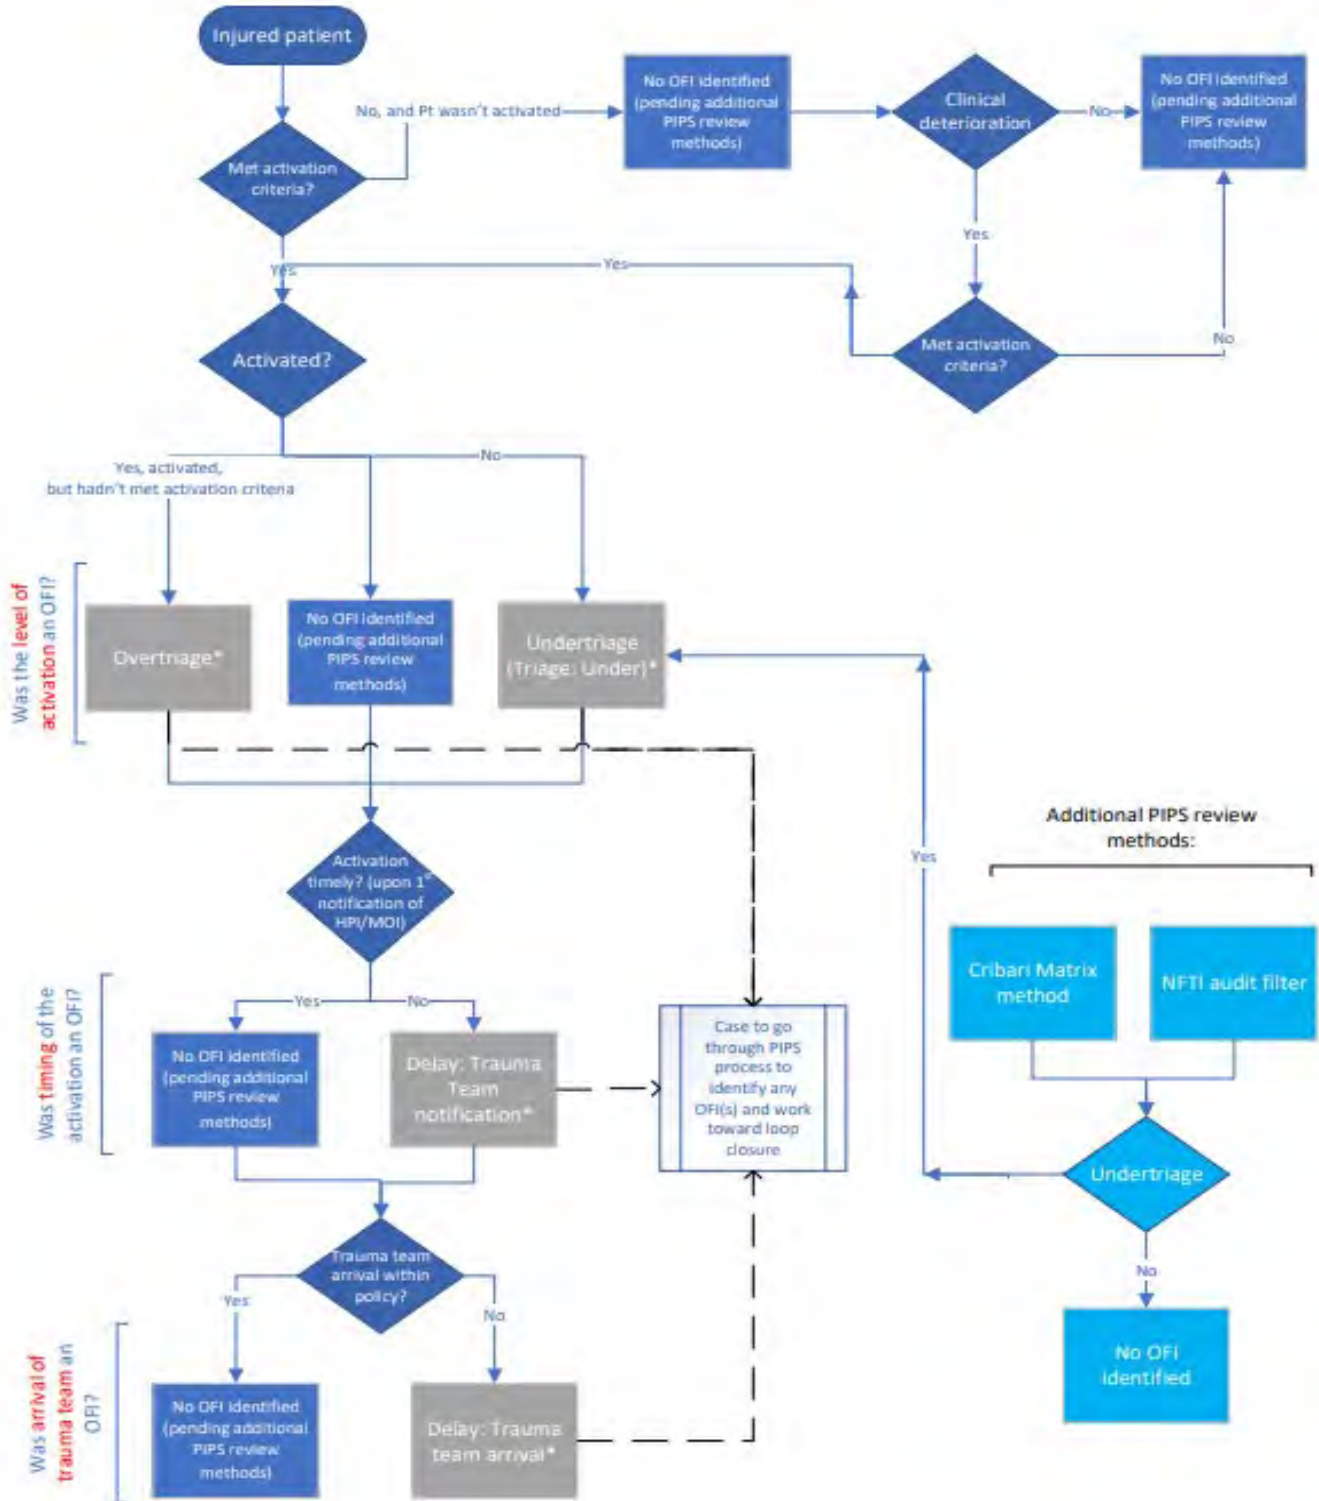 Injured patient
No, and Pt wasn't activated
No OFI identified
(pending additional
PIPS review
methods)
Clinical
deterioration
No
No OFI identified
(pending additional
PIPS review
methods)
Met activation
criteria?
Yes
Yes
Yes
Met activation
criteria?
No
Activated?
Yes, activated,
but hadn't met activation criteria
No
Was the level of
activation an OFI?
Overtriage*
No OFI identified
(pending additional
PIPS review
methods)
Undertriage
(Triage: Under)*
Activation
timely? (upon 1st
notification of
HPI/MOI)
Yes
Additional PIPS review
methods:
Cribari Matrix
method
NFTI audit filter
Was timing of the
activation an OFI?
Yes
No
No OFI identified
(pending additional
PIPS review
methods)
Delay: Trauma
Team
notification*
Case to go
through PIPS
process to
identify any
OFI(s) and work
toward loop
closure
Undertriage
No
No OFI
identified
Trauma team
arrival within
policy?
Yes
No
Was arrival of
trauma team an
OFI?
No OFI identified
(pending additional
PIPS review
methods)
Delay: Trauma
team arrival*